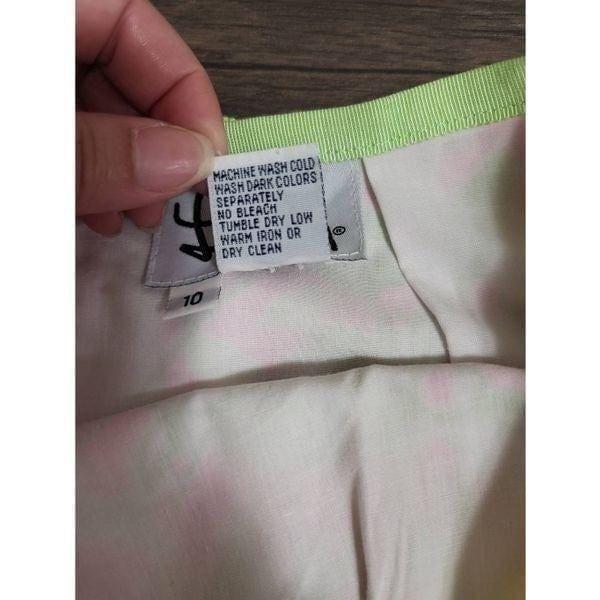 MACHINE WASH COLD
WASH DARK COLORS
SEPARATELY
NO BLEACH
TUMBLE DRY LOW
WARM IRON OR
DRY CLEAN
®
10